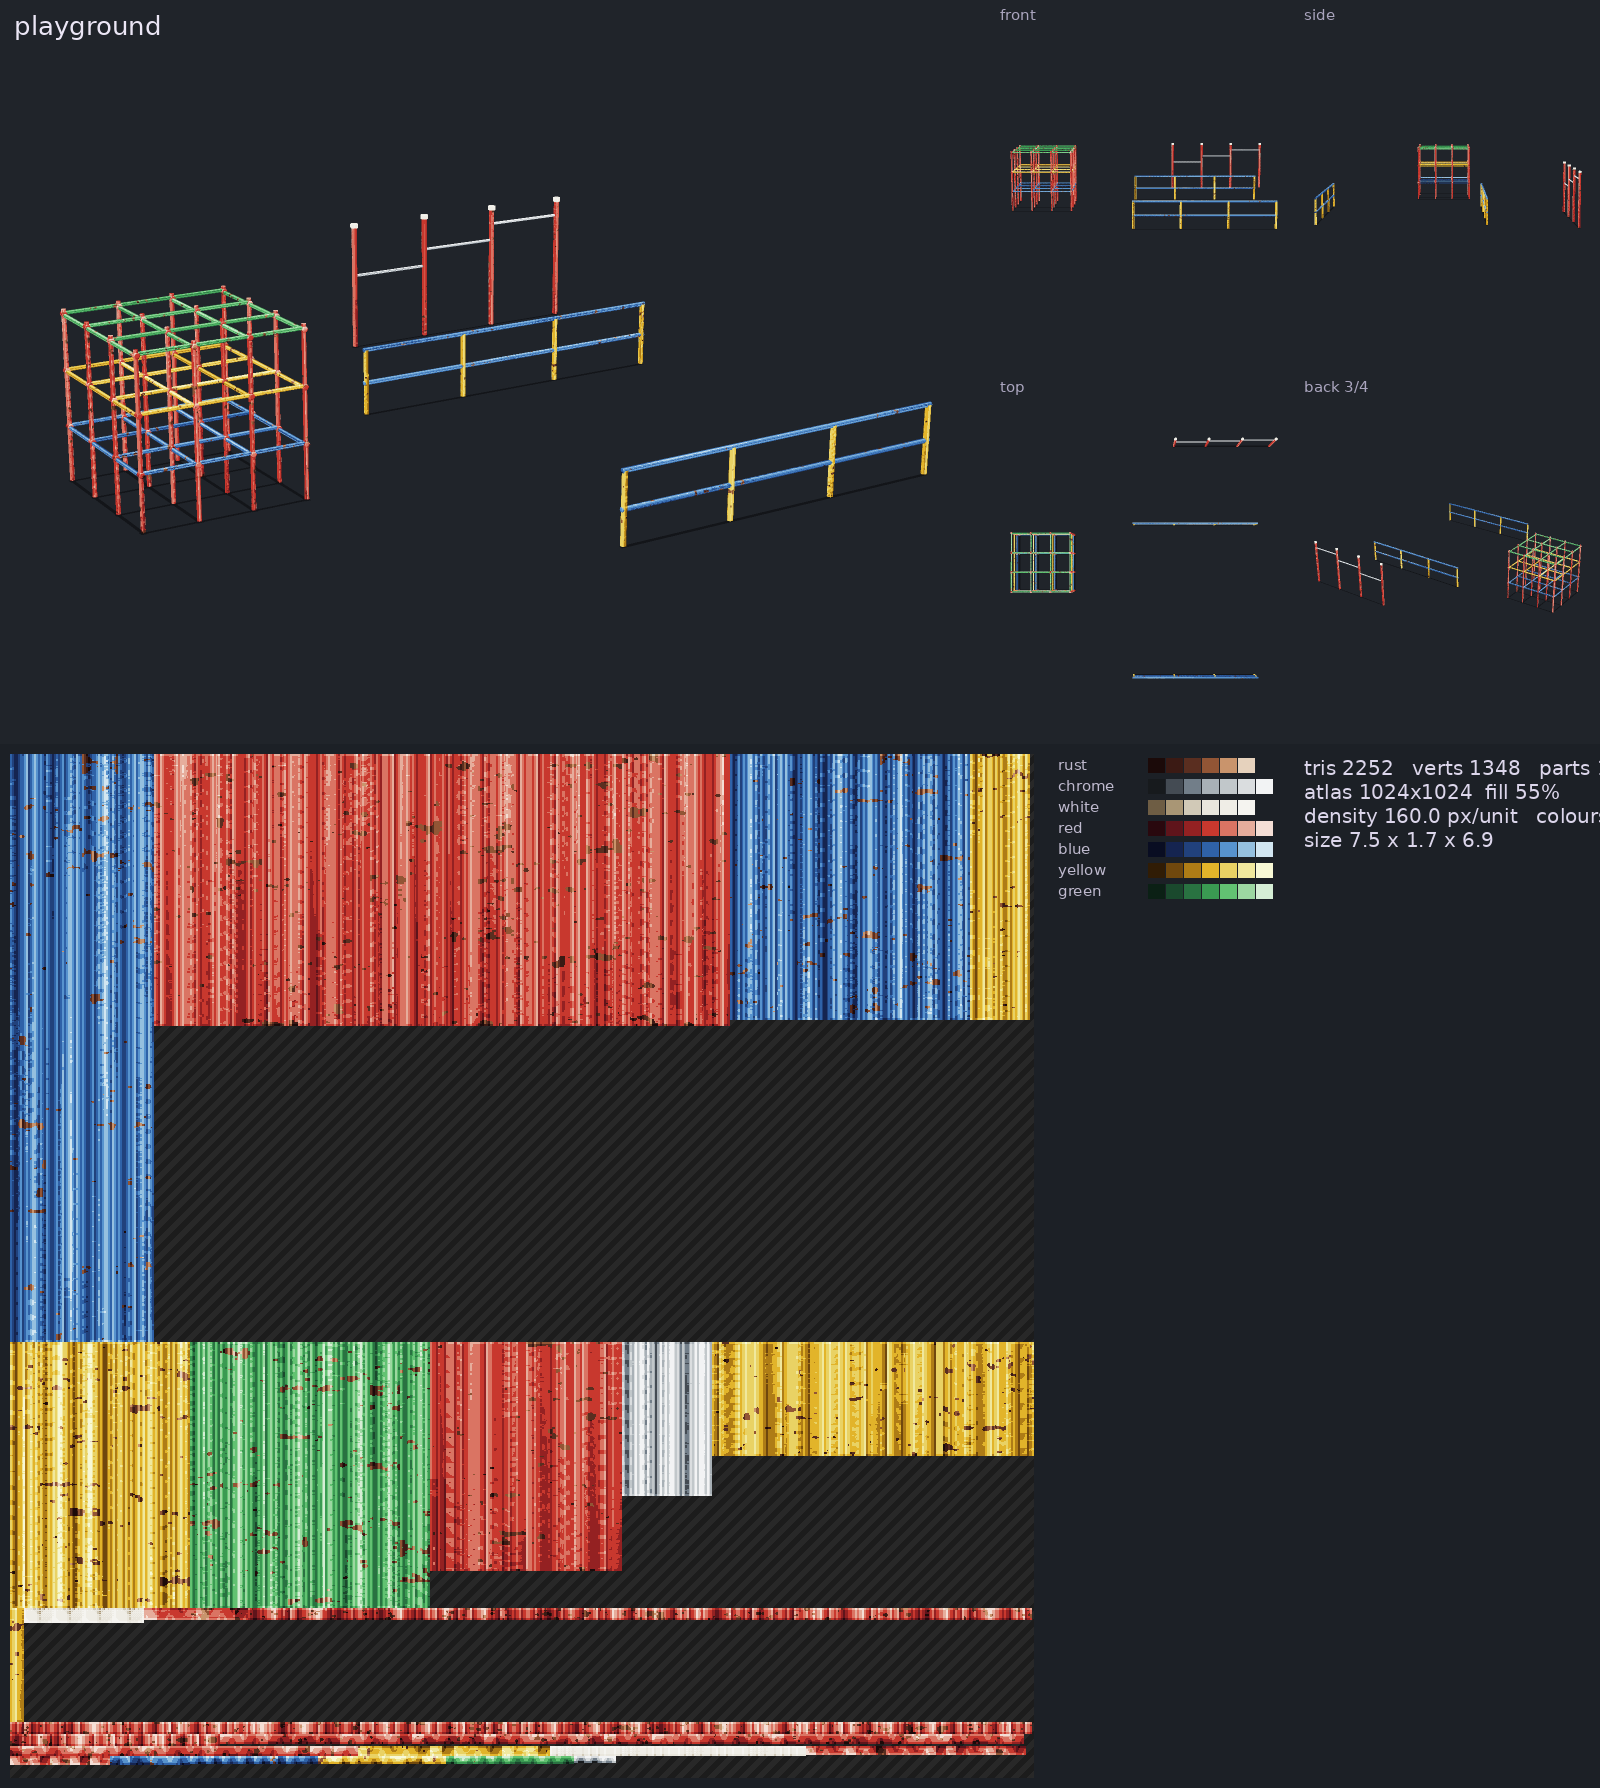 playground
front
side
top
back 3/4
rust
chrome
white
red
blue
yellow
green
tris 2252 verts 1348 parts
atlas 1024x1024 fill 55%
density 160.0 px/unit colours
size 7.5 x 1.7 x 6.9